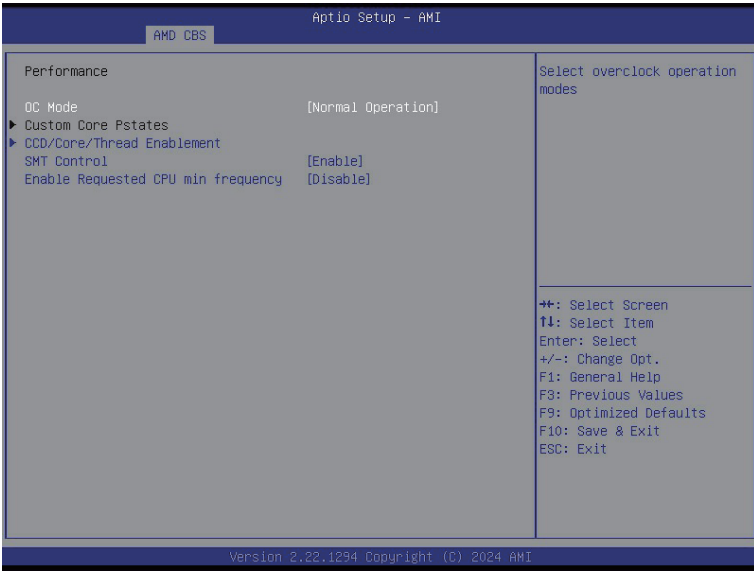 Aptio Setup – AMI
AMD CBS
Performance
OC Mode [Normal Operation]
Custom Core Pstates
CCD/Core/Thread Enablement
SMT Control [Enable]
Enable Requested CPU min frequency [Disable]
Select overclock operation
modes
→←: Select Screen
↑↓: Select Item
Enter: Select
+/-: Change Opt.
F1: General Help
F3: Previous Values
F9: Optimized Defaults
F10: Save & Exit
ESC: Exit
Version 2.22.1294 Copyright (C) 2024 AMI